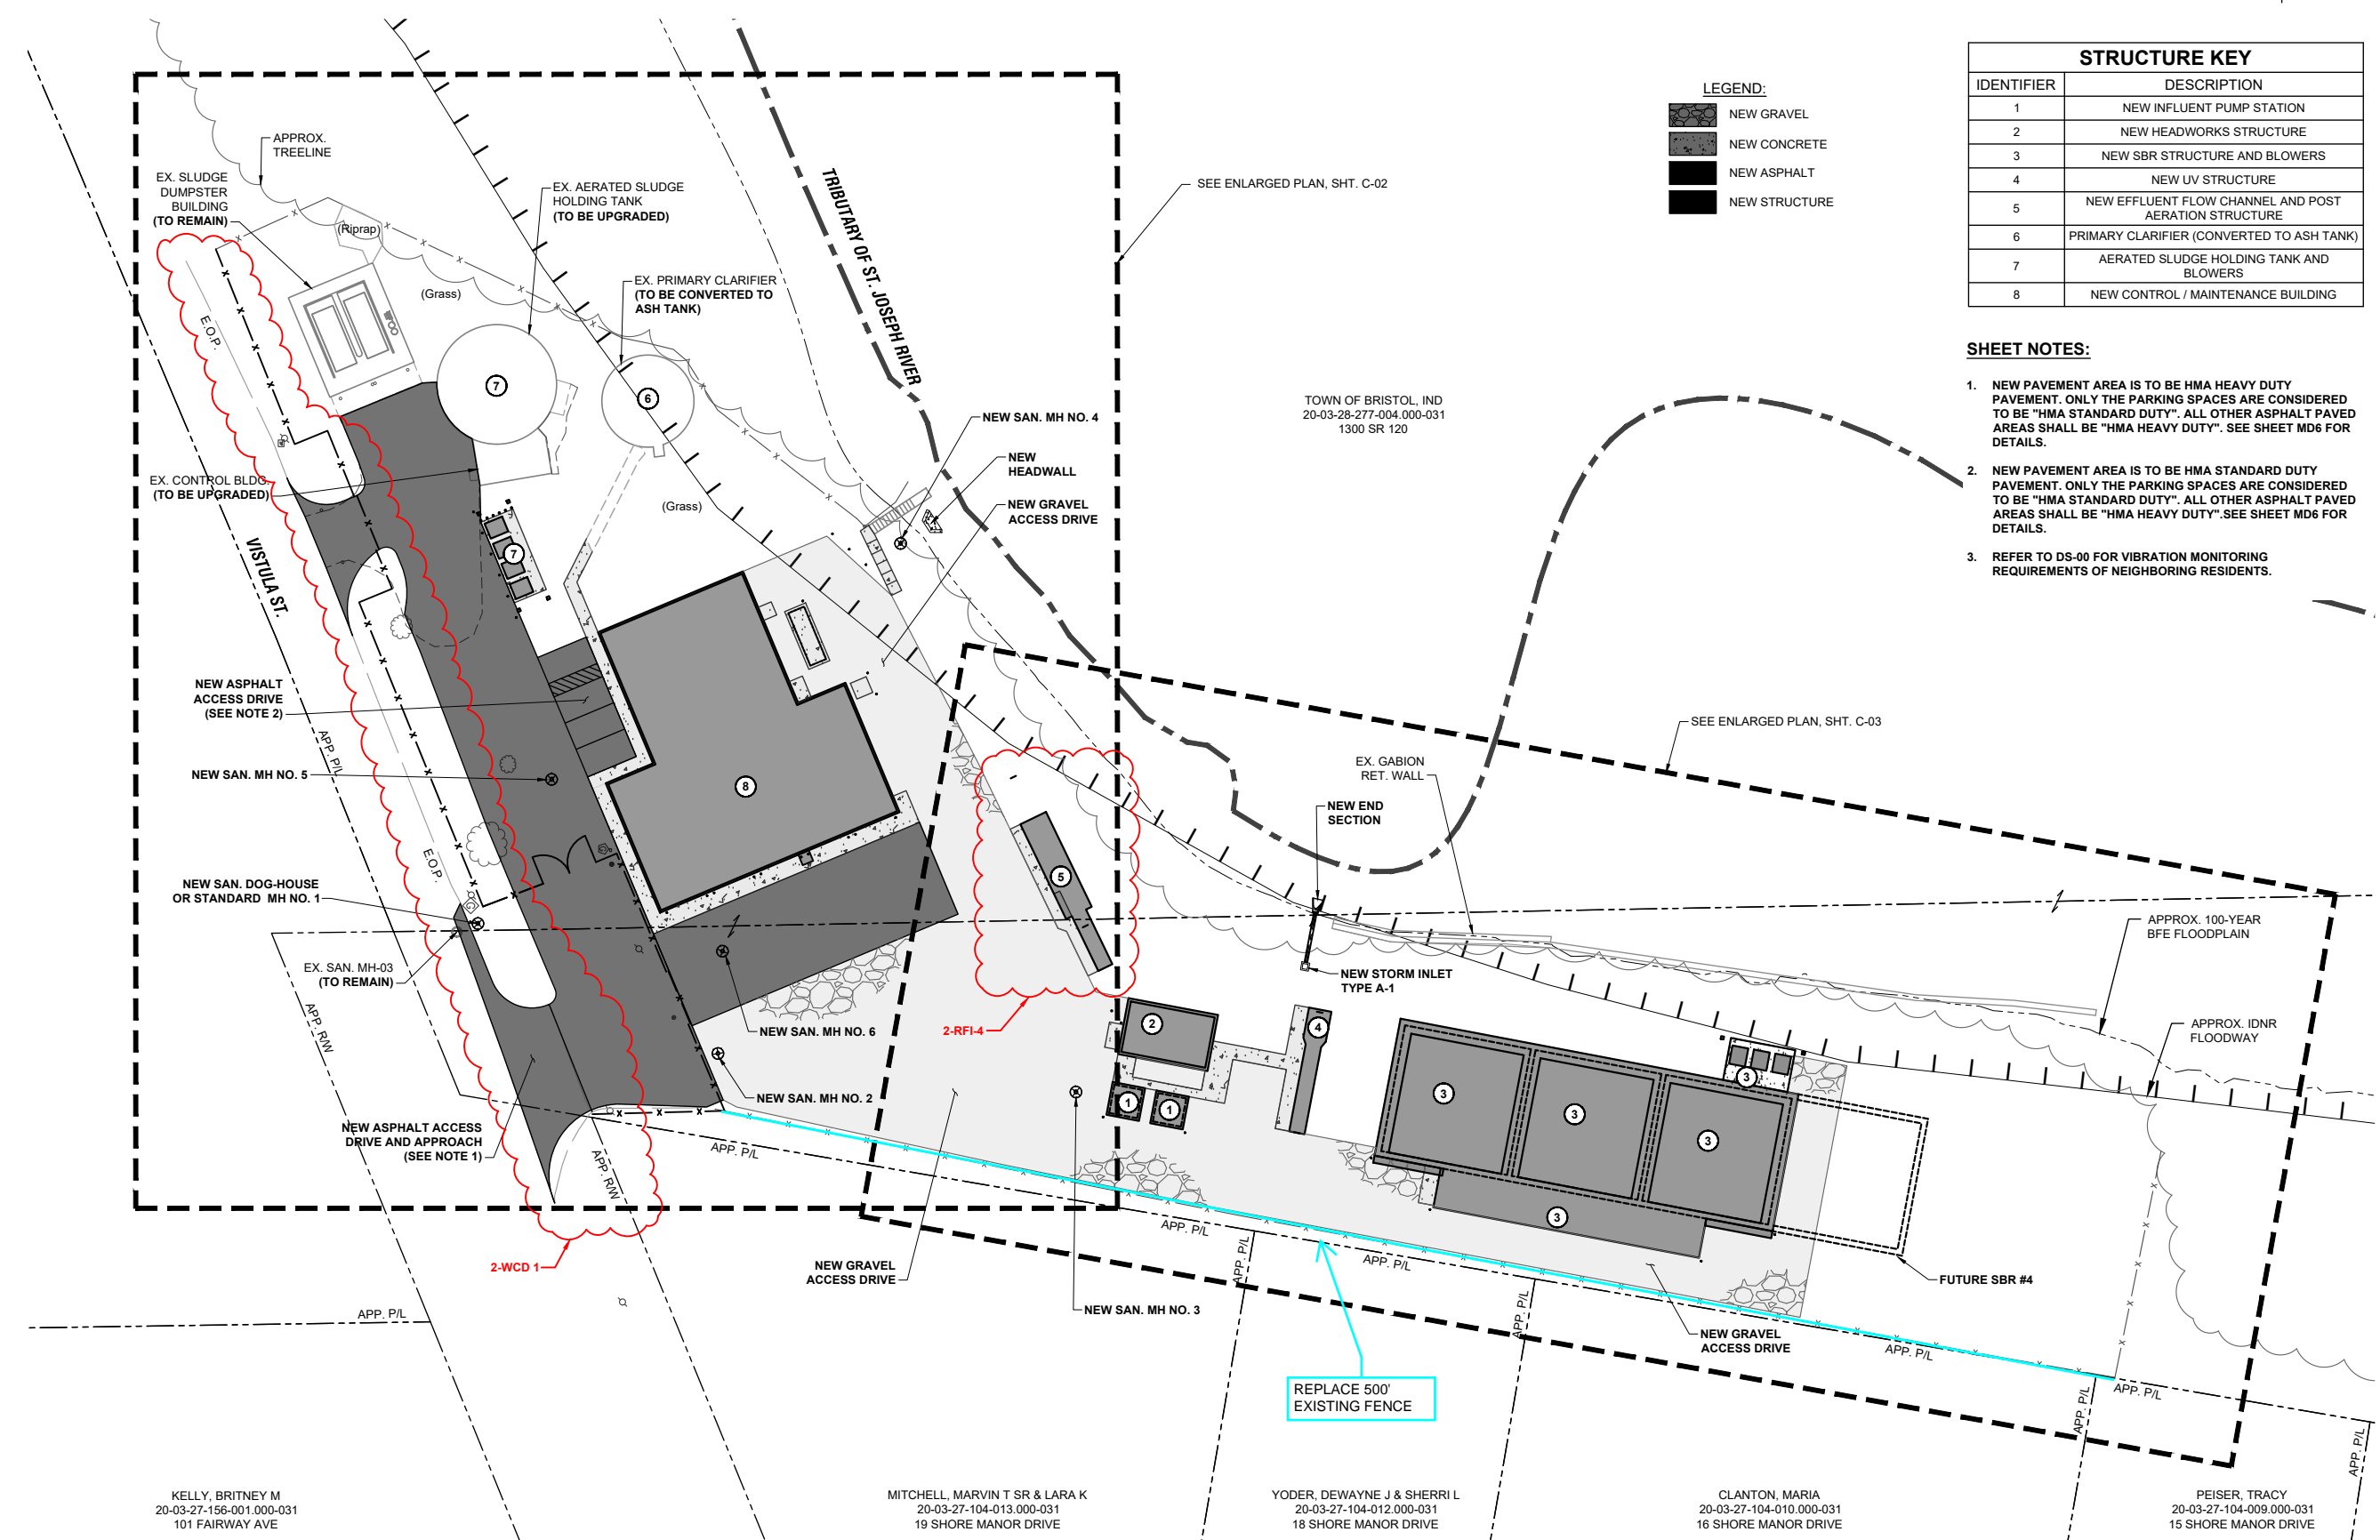 STRUCTURE KEY
IDENTIFIER DESCRIPTION
1 NEW INFLUENT PUMP STATION
2 NEW HEADWORKS STRUCTURE
3 NEW SBR STRUCTURE AND BLOWERS
4 NEW UV STRUCTURE
5 NEW EFFLUENT FLOW CHANNEL AND POST
AERATION STRUCTURE
6 PRIMARY CLARIFIER (CONVERTED TO ASH TANK)
7 AERATED SLUDGE HOLDING TANK AND
BLOWERS
8 NEW CONTROL / MAINTENANCE BUILDING
LEGEND:
NEW GRAVEL
NEW CONCRETE
NEW ASPHALT
NEW STRUCTURE
SHEET NOTES:
1. NEW PAVEMENT AREA IS TO BE HMA HEAVY DUTY
PAVEMENT. ONLY THE PARKING SPACES ARE CONSIDERED
TO BE "HMA STANDARD DUTY". ALL OTHER ASPHALT PAVED
AREAS SHALL BE "HMA HEAVY DUTY". SEE SHEET MD6 FOR
DETAILS.
2. NEW PAVEMENT AREA IS TO BE HMA STANDARD DUTY
PAVEMENT. ONLY THE PARKING SPACES ARE CONSIDERED
TO BE "HMA STANDARD DUTY". ALL OTHER ASPHALT PAVED
AREAS SHALL BE "HMA HEAVY DUTY".SEE SHEET MD6 FOR
DETAILS.
3. REFER TO DS-00 FOR VIBRATION MONITORING
REQUIREMENTS OF NEIGHBORING RESIDENTS.
APPROX.
TREELINE
EX. SLUDGE
DUMPSTER
BUILDING
(TO REMAIN)
EX. AERATED SLUDGE
HOLDING TANK
(TO BE UPGRADED)
SEE ENLARGED PLAN, SHT. C-02
TRIBUTARY OF ST. JOSEPH RIVER
(Riprap)
(Grass)
EX. PRIMARY CLARIFIER
(TO BE CONVERTED TO
ASH TANK)
E.O.P.
7
6
TOWN OF BRISTOL, IND
20-03-28-277-004.000-031
1300 SR 120
NEW SAN. MH NO. 4
NEW
HEADWALL
NEW GRAVEL
ACCESS DRIVE
EX. CONTROL BLDG.
(TO BE UPGRADED)
(Grass)
7
VISTULA ST.
NEW ASPHALT
ACCESS DRIVE
(SEE NOTE 2)
APP. P/L
NEW SAN. MH NO. 5
8
SEE ENLARGED PLAN, SHT. C-03
EX. GABION
RET. WALL
NEW END
SECTION
E.O.P.
NEW SAN. DOG-HOUSE
OR STANDARD MH NO. 1
5
APPROX. 100-YEAR
BFE FLOODPLAIN
EX. SAN. MH-03
(TO REMAIN)
NEW STORM INLET
TYPE A-1
APP. R/W
NEW SAN. MH NO. 6
2-RFI-4
2
4
APPROX. IDNR
FLOODWAY
NEW SAN. MH NO. 2
1
1
3
3
3
3
NEW ASPHALT ACCESS
DRIVE AND APPROACH
(SEE NOTE 1)
APP. P/L
APP. R/W
3
APP. P/L
APP. P/L
APP. P/L
2-WCD 1
NEW GRAVEL
ACCESS DRIVE
NEW SAN. MH NO. 3
FUTURE SBR #4
APP. P/L
APP. P/L
NEW GRAVEL
ACCESS DRIVE
APP. P/L
REPLACE 500'
EXISTING FENCE
APP. P/L
APP. P/L
APP. P/L
KELLY, BRITNEY M
20-03-27-156-001.000-031
101 FAIRWAY AVE
MITCHELL, MARVIN T SR & LARA K
20-03-27-104-013.000-031
19 SHORE MANOR DRIVE
YODER, DEWAYNE J & SHERRI L
20-03-27-104-012.000-031
18 SHORE MANOR DRIVE
CLANTON, MARIA
20-03-27-104-010.000-031
16 SHORE MANOR DRIVE
PEISER, TRACY
20-03-27-104-009.000-031
15 SHORE MANOR DRIVE